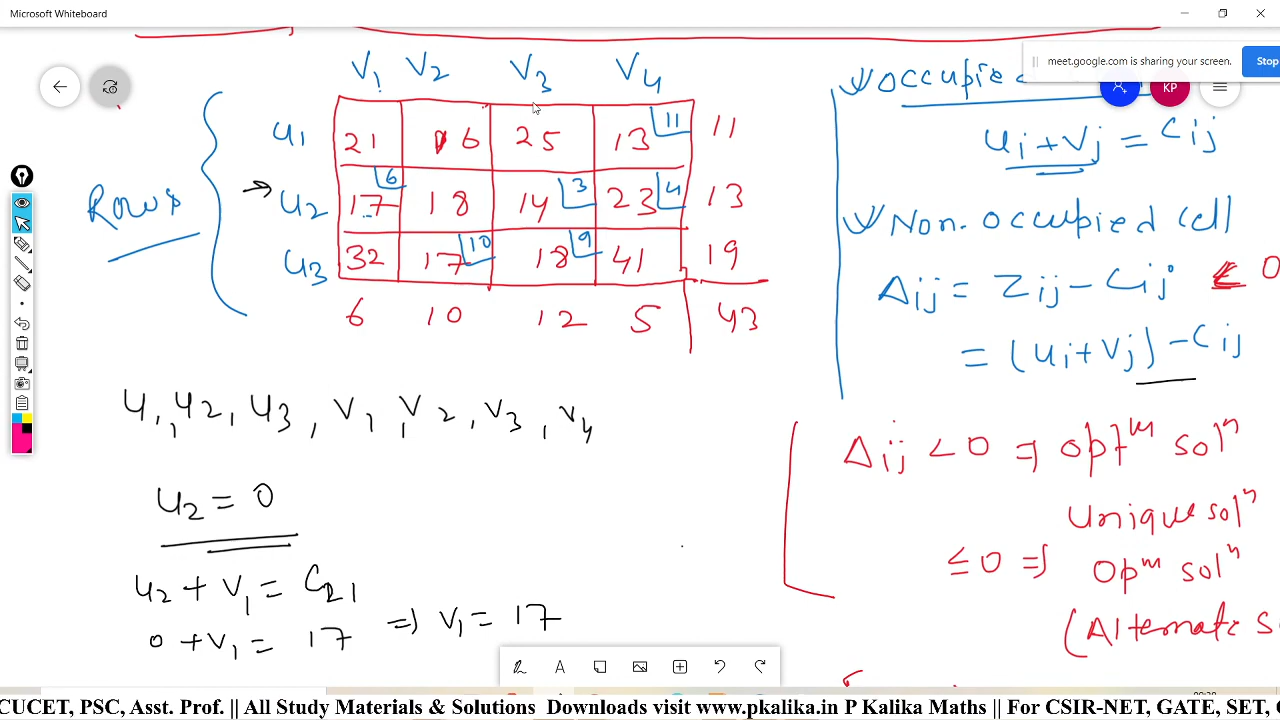 Microsoft Whiteboard
meet.google.com is sharing your screen. Stop
KP
V1 V2 V3 V4
U1 21 16 25 13 11 11
Rows U2 17 6 18 14 3 23 4 13
U3 32 17 10 18 9 41 19
6 10 12 5 43
U1, U2, U3, V1, V2, V3, V4
U2 = 0
U2 + V1 = C21
0 + V1 = 17 => V1 = 17
Ui + Vj = Cij
Non. occupied cell
Δij = Zij - Cij 0
= (Ui + Vj) - Cij
Δij < 0 => optm soln
Unique soln
≤ 0 => Opm soln
(Alternate S
CUCET, PSC, Asst. Prof. || All Study Materials & Solutions Downloads visit www.pkalika.in P Kalika Maths || For CSIR-NET, GATE, SET, C